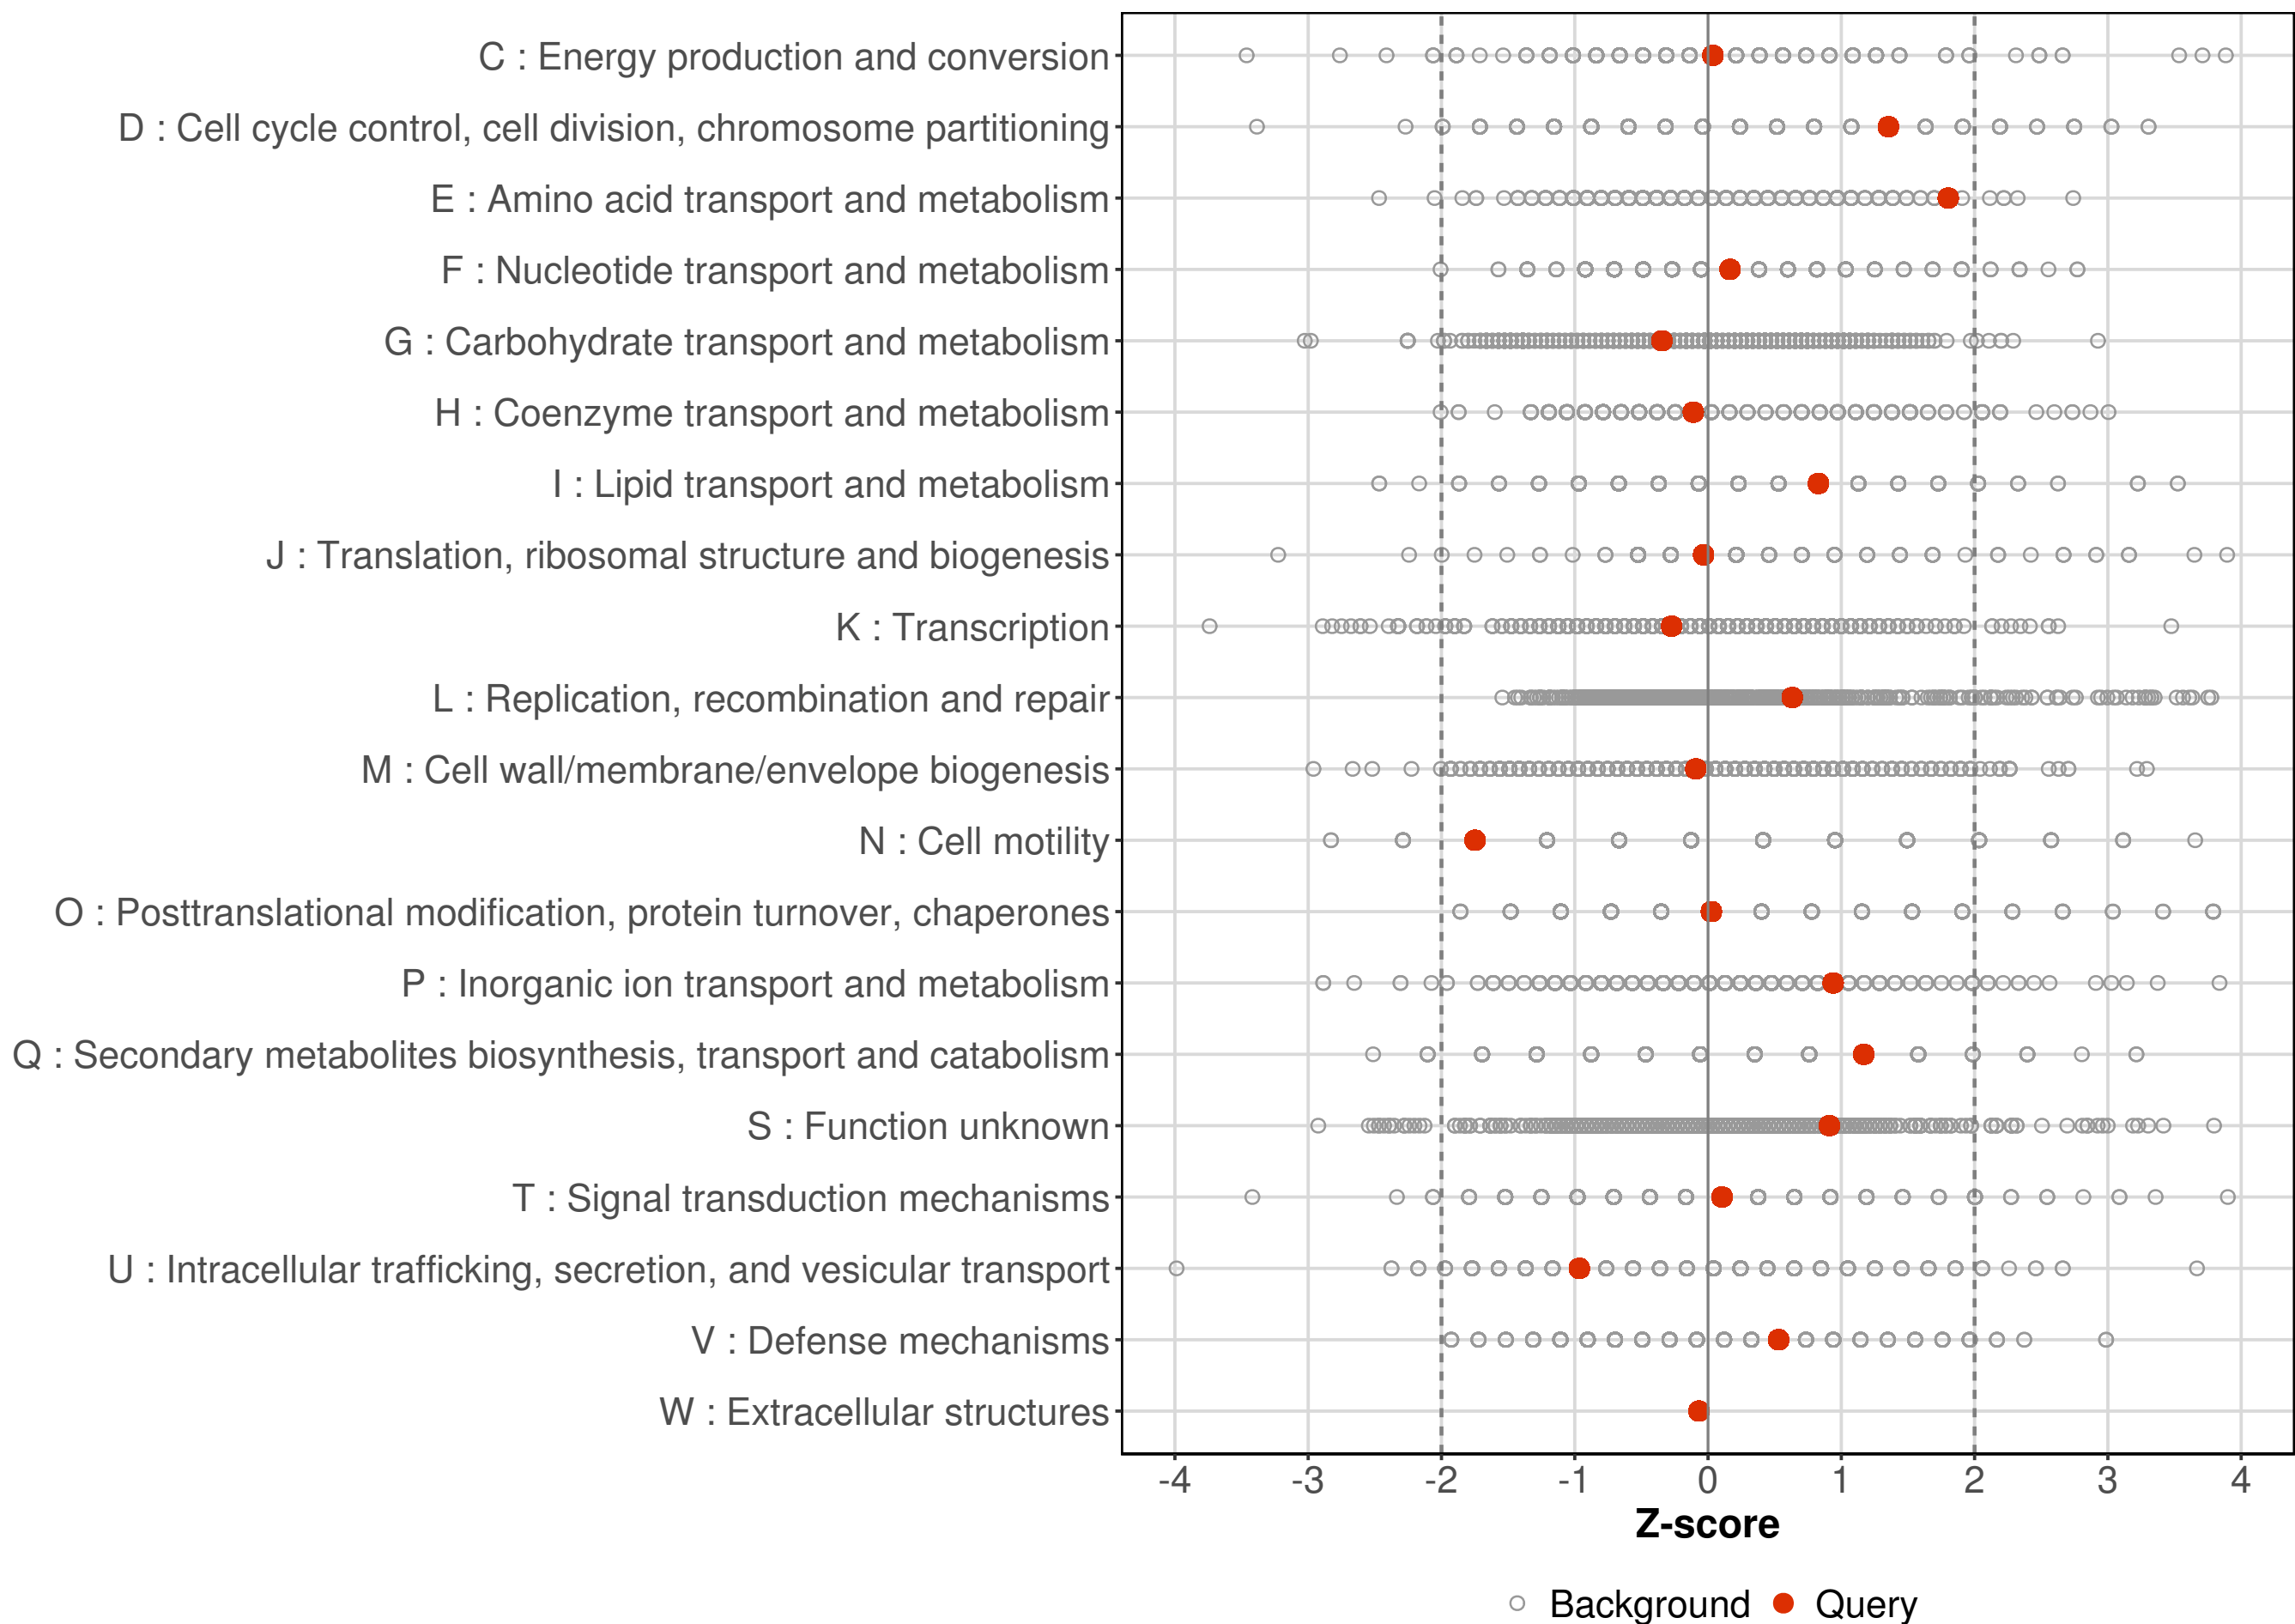 C : Energy production and conversion
D : Cell cycle control, cell division, chromosome partitioning
E : Amino acid transport and metabolism
F : Nucleotide transport and metabolism
G : Carbohydrate transport and metabolism
H : Coenzyme transport and metabolism
I : Lipid transport and metabolism
J : Translation, ribosomal structure and biogenesis
K : Transcription
L : Replication, recombination and repair
M : Cell wall/membrane/envelope biogenesis
N : Cell motility
O : Posttranslational modification, protein turnover, chaperones
P : Inorganic ion transport and metabolism
Q : Secondary metabolites biosynthesis, transport and catabolism
S : Function unknown
T : Signal transduction mechanisms
U : Intracellular trafficking, secretion, and vesicular transport
V : Defense mechanisms
W : Extracellular structures
-4 -3 -2 -1 0 1 2 3 4
Z-score
Background Query